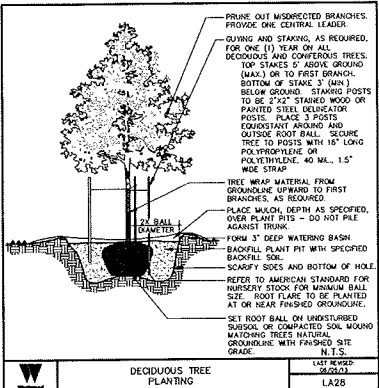 PRUNE OUT MISDIRECTED BRANCHES.
PROVIDE ONE CENTRAL LEADER.
GUYING AND STAKING, AS REQUIRED,
FOR ONE (1) YEAR ON ALL
DECIDUOUS AND CONIFEROUS TREES.
TOP STAKES 5' ABOVE GROUND
(MAX.) OR TO FIRST BRANCH.
BOTTOM OF STAKE 3' (MIN.)
BELOW GROUND. STAKING POSTS
TO BE 2"X2" STAINED WOOD OR
PAINTED STEEL DELINEATOR
POSTS. PLACE 3 POSTS
EQUIDISTANT AROUND AND
OUTSIDE ROOT BALL. SECURE
TREE TO POSTS WITH 16" LONG
POLYPROPYLENE OR
POLYETHYLENE, 40 MIL., 1.5"
WIDE STRAP
TREE WRAP MATERIAL FROM
GROUNDLINE UPWARD TO FIRST
BRANCHES, AS REQUIRED.
2X BALL
DIAMETER
PLACE MULCH, DEPTH AS SPECIFIED,
OVER PLANT PITS - DO NOT PILE
AGAINST TRUNK.
FORM 3" DEEP WATERING BASIN.
BACKFILL PLANT PIT WITH SPECIFIED
BACKFILL SOIL.
SCARIFY SIDES AND BOTTOM OF HOLE.
REFER TO AMERICAN STANDARD FOR
NURSERY STOCK FOR MINIMUM BALL
SIZE. ROOT FLARE TO BE PLANTED
AT OR NEAR FINISHED GROUNDLINE.
SET ROOT BALL ON UNDISTURBED
SUBSOIL OR COMPACTED SOIL MOUND
MATCHING TREES NATURAL
GROUNDLINE WITH FINISHED SITE
GRADE.
N.T.S.
DECIDUOUS TREE
PLANTING
LAST REVISED:
LA28